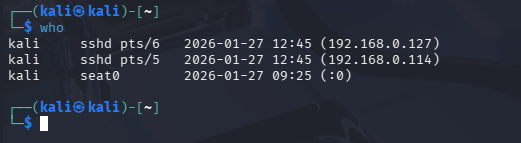 ┌──(kali㉿kali)-[~]
└─$ who
kali     sshd pts/6   2026-01-27 12:45 (192.168.0.127)
kali     sshd pts/5   2026-01-27 12:45 (192.168.0.114)
kali     seat0        2026-01-27 09:25 (:0)
┌──(kali㉿kali)-[~]
└─$